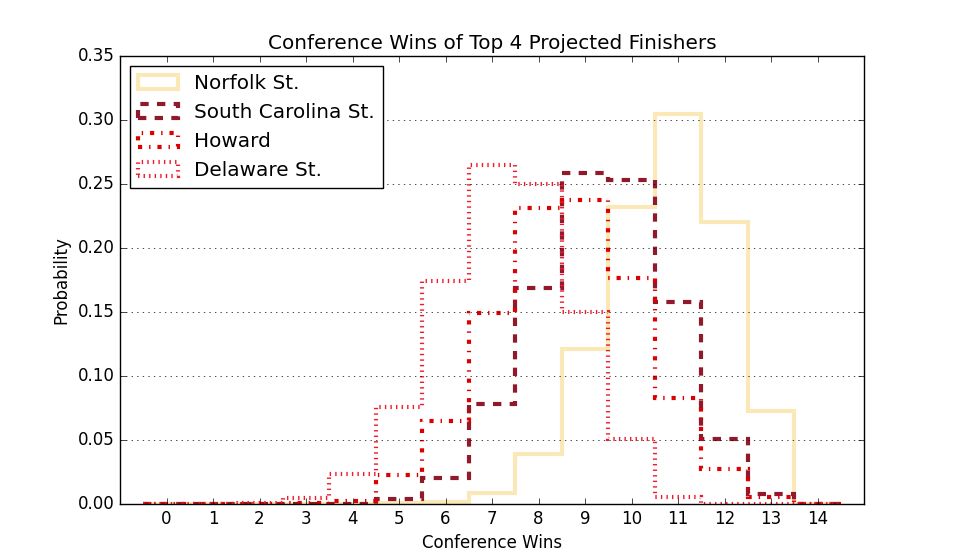 Conference Wins of Top 4 Projected Finishers
0.35
0.30
0.25
0.20
0.15
0.10
0.05
0.00
Probability
Norfolk St.
South Carolina St.
Howard
Delaware St.
0 1 2 3 4 5 6 7 8 9 10 11 12 13 14
Conference Wins